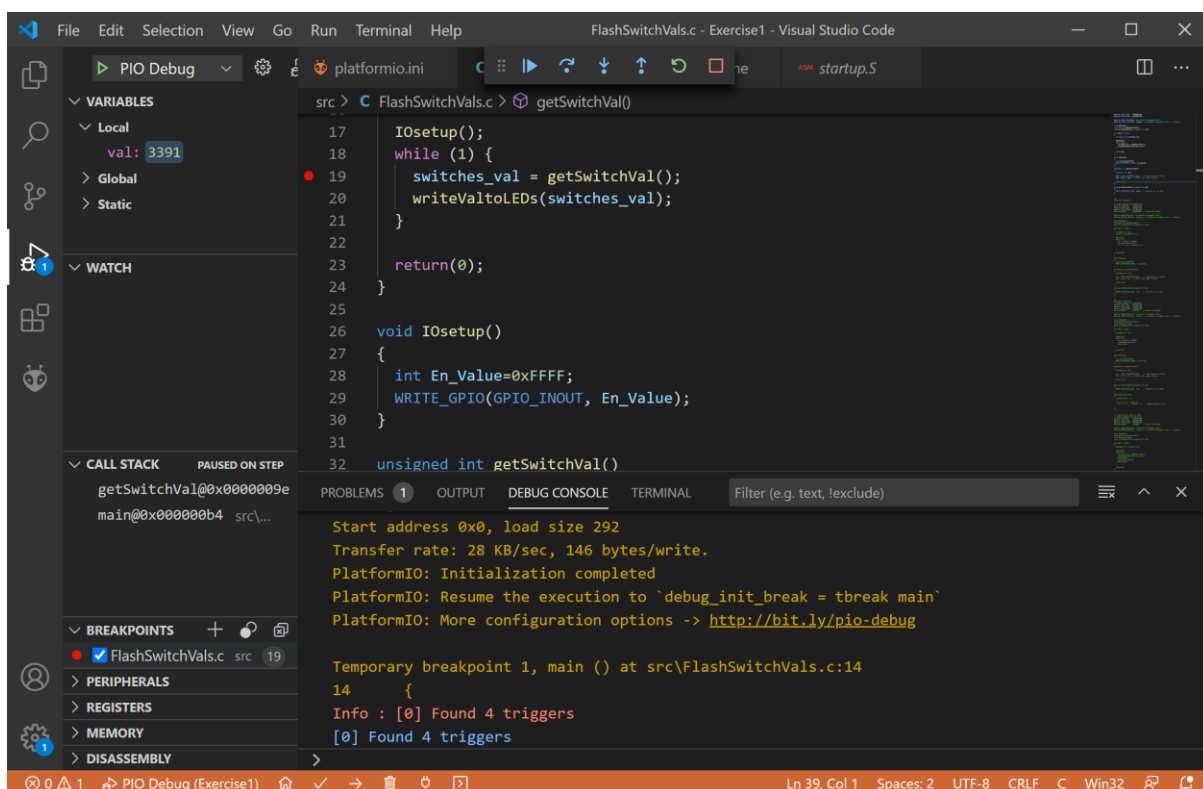 File Edit Selection View Go Run Terminal Help FlashSwitchVals.c - Exercise1 - Visual Studio Code
PIO Debug
platformio.ini
startup.S
VARIABLES
Local
val: 3391
Global
Static
WATCH
CALL STACK PAUSED ON STEP
getSwitchVal@0x0000009e
main@0x000000b4 src\...
BREAKPOINTS
FlashSwitchVals.c src 19
PERIPHERALS
REGISTERS
MEMORY
DISASSEMBLY
src > C FlashSwitchVals.c > getSwitchVal()
17 IOsetup();
18 while (1) {
19 switches_val = getSwitchVal();
20 writeValtoLEDs(switches_val);
21 }
22
23 return(0);
24 }
25
26 void IOsetup()
27 {
28 int En_Value=0xFFFF;
29 WRITE_GPIO(GPIO_INOUT, En_Value);
30 }
31
32 unsigned int getSwitchVal()
PROBLEMS 1 OUTPUT DEBUG CONSOLE TERMINAL Filter (e.g. text, !exclude)
Start address 0x0, load size 292
Transfer rate: 28 KB/sec, 146 bytes/write.
PlatformIO: Initialization completed
PlatformIO: Resume the execution to `debug_init_break = tbreak main`
PlatformIO: More configuration options -> http://bit.ly/pio-debug
Temporary breakpoint 1, main () at src\FlashSwitchVals.c:14
14 {
Info : [0] Found 4 triggers
[0] Found 4 triggers
>
0 1 PIO Debug (Exercise1) Ln 39, Col 1 Spaces: 2 UTF-8 CRLF C Win32